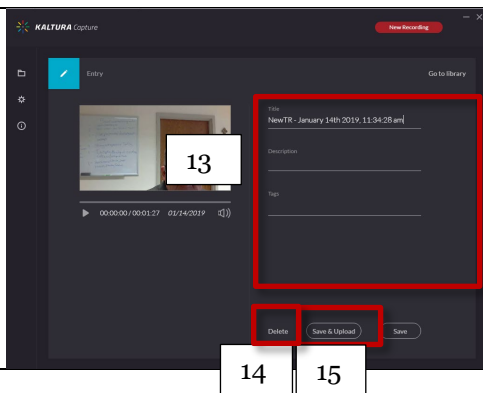 KALTURA Capture
New Recording
Entry
Go to library
Title
NewTR - January 14th 2019, 11:34:28 am
Description
Tags
13
00:00:00 / 00:01:27 01/14/2019
Delete
Save & Upload
Save
14
15